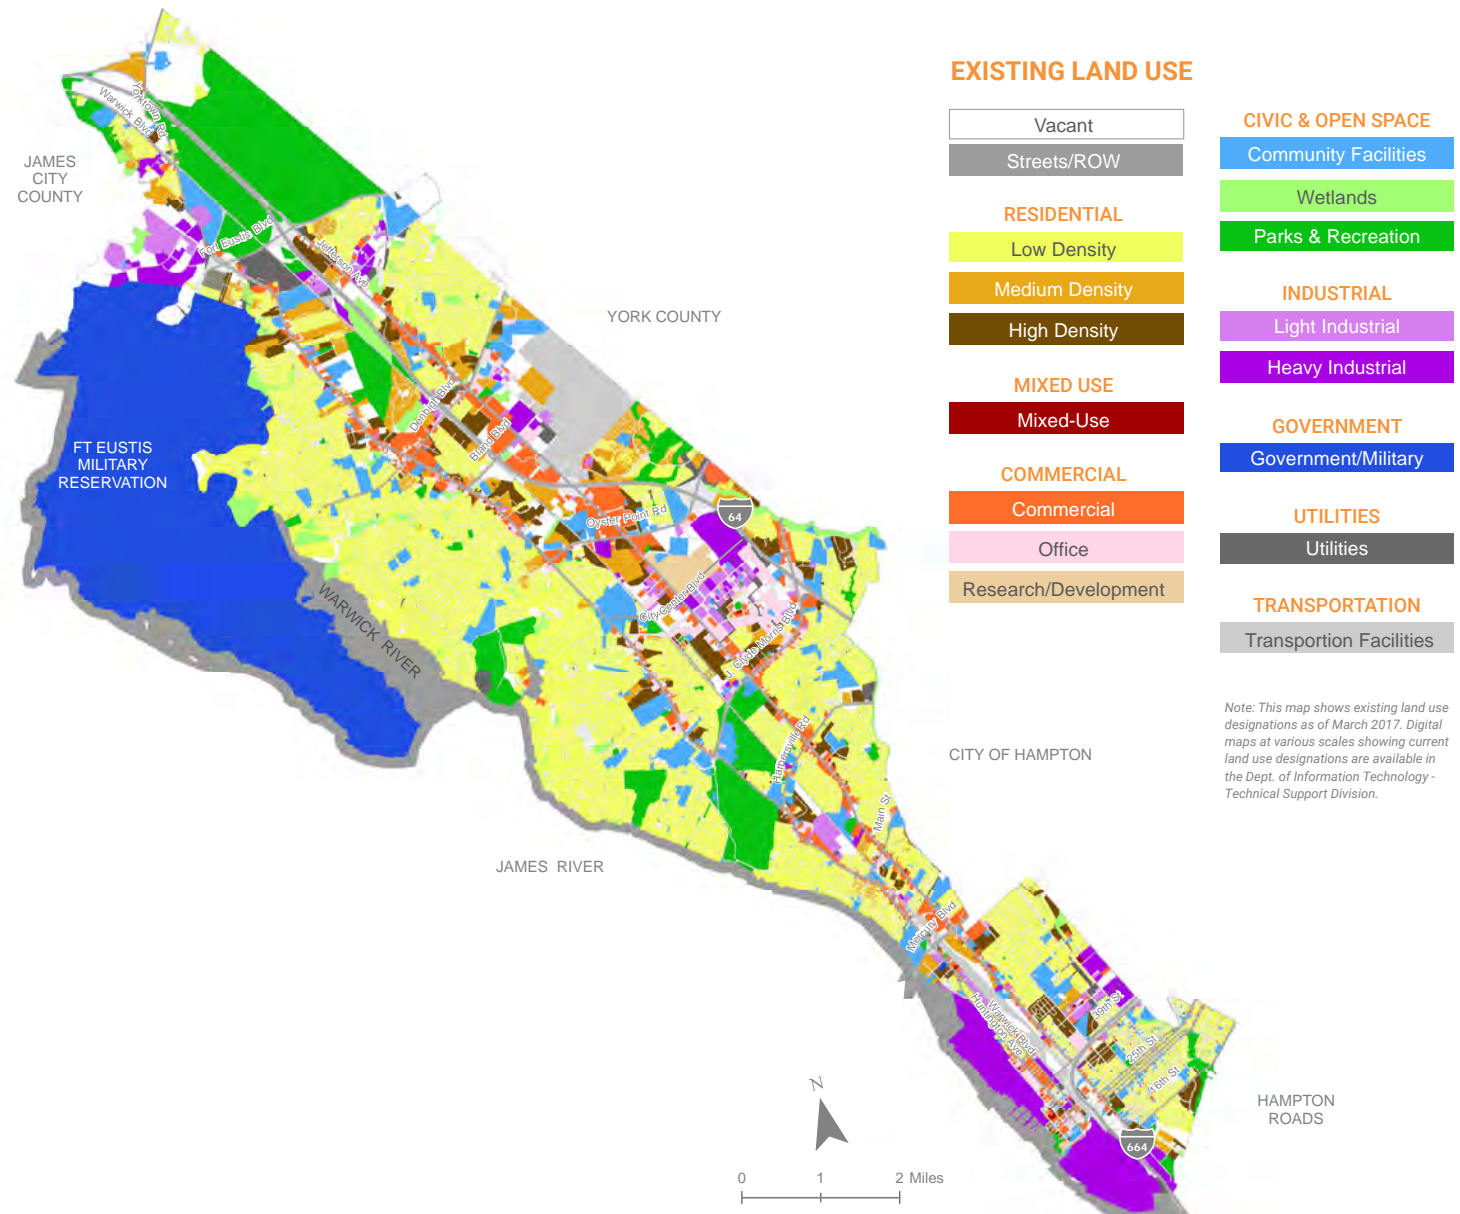 EXISTING LAND USE
Vacant
Streets/ROW
RESIDENTIAL
Low Density
Medium Density
High Density
MIXED USE
Mixed-Use
COMMERCIAL
Commercial
Office
Research/Development
CIVIC & OPEN SPACE
Community Facilities
Wetlands
Parks & Recreation
INDUSTRIAL
Light Industrial
Heavy Industrial
GOVERNMENT
Government/Military
UTILITIES
Utilities
TRANSPORTATION
Transportion Facilities
Note: This map shows existing land use
designations as of March 2017. Digital
maps at various scales showing current
land use designations are available in
the Dept. of Information Technology -
Technical Support Division.
Yorktown Rd
Warwick Blvd
JAMES
CITY
COUNTY
Fort Eustis Blvd
Jefferson Ave
YORK COUNTY
Denbigh Blvd
Bland Blvd
FT EUSTIS
MILITARY
RESERVATION
Oyster Point Rd
64
WARWICK RIVER
City Center Blvd
J. Clyde Morris Blvd
Harpersville Rd
CITY OF HAMPTON
Main St
JAMES RIVER
Mercury Blvd
Warwick Blvd
Huntington Ave
39th St
25th St
16th St
HAMPTON
ROADS
664
N
0 1 2 Miles